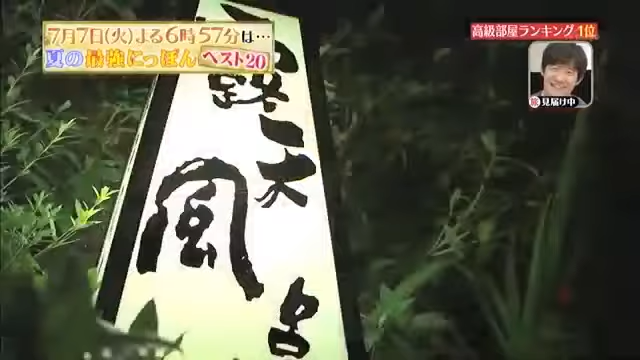 7月7日(火)よる6時57分は…
夏の最強にっぽんベスト20
高級部屋ランキング1位
旅見届け中
露天
風
呂